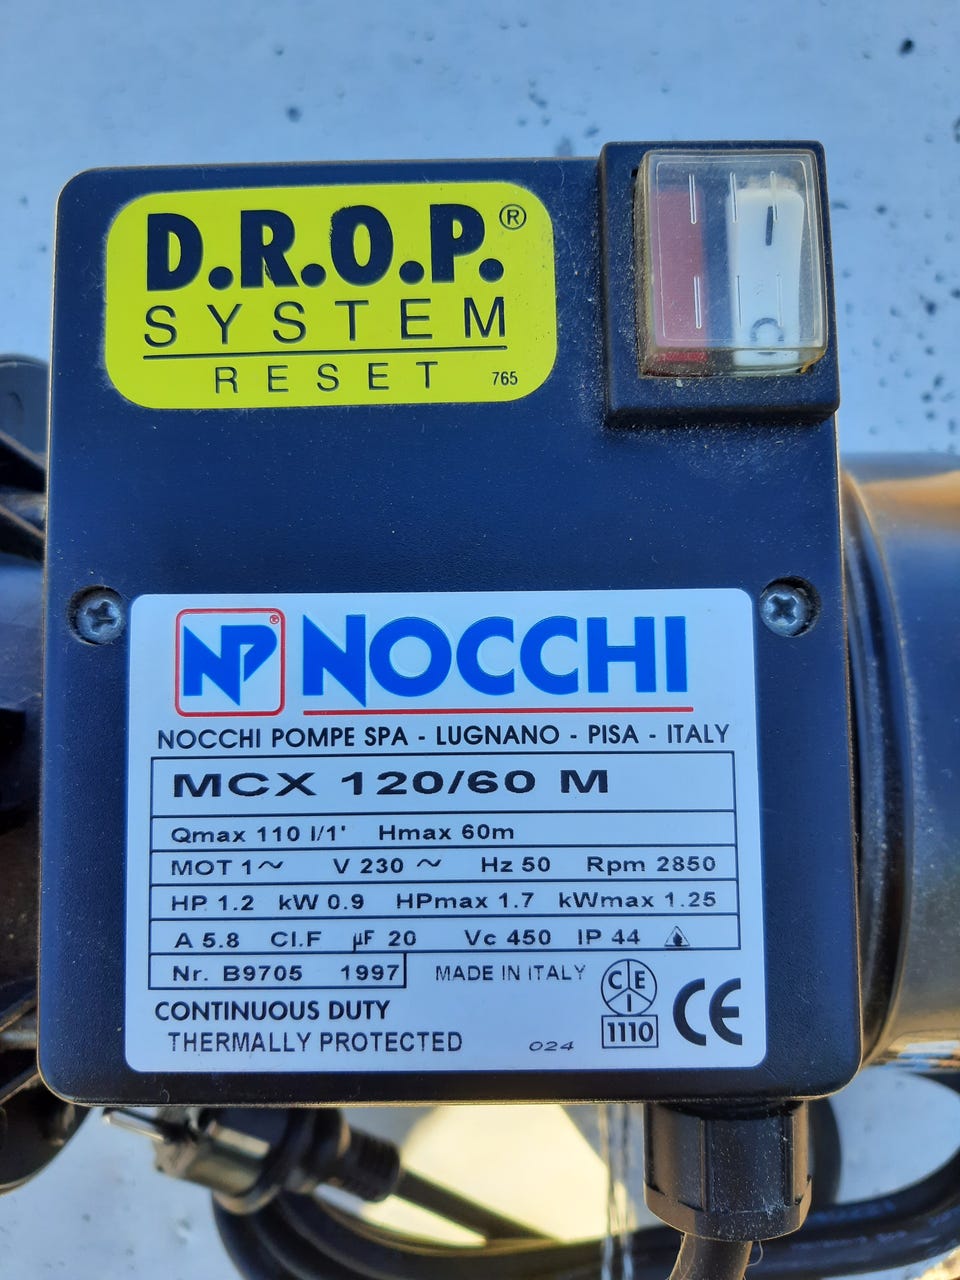 D.R.O.P.®
SYSTEM
RESET 765
NP® NOCCHI
NOCCHI POMPE SPA - LUGNANO - PISA - ITALY
MCX 120/60 M
Qmax 110 l/1' Hmax 60m
MOT 1~ V 230 ~ Hz 50 Rpm 2850
HP. 1.2 kW 0.9 HPmax 1.7 kWmax 1.25
A 5.8 Cl.F µF 20 Vc 450 IP 44
Nr. B9705 1997 MADE IN ITALY CEI CE
CONTINUOUS DUTY 1110
THERMALLY PROTECTED 024